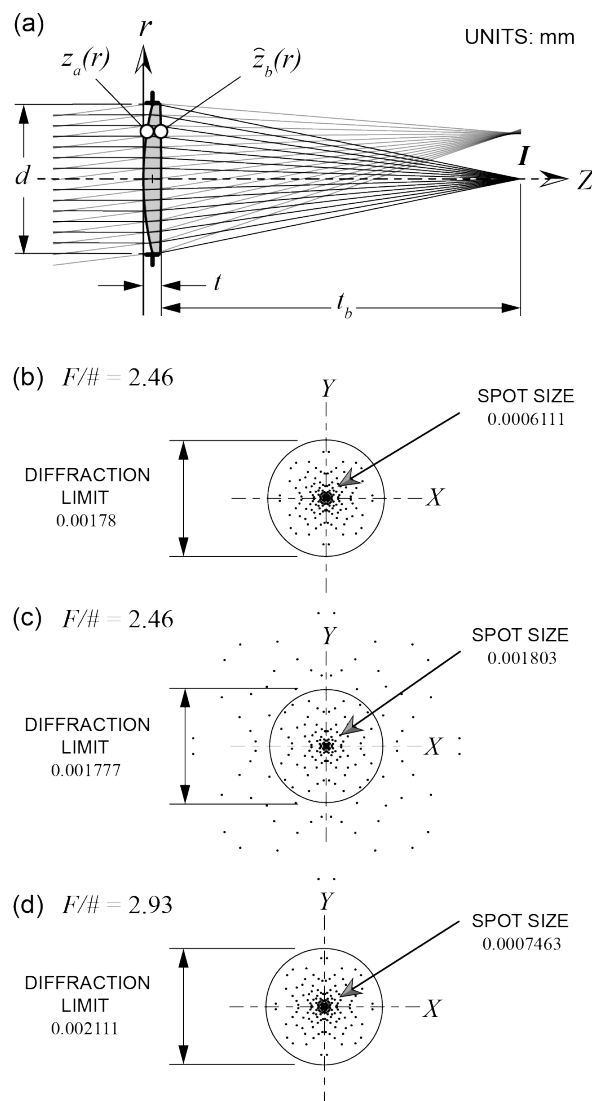 (a)
r
UNITS: mm
z_a(r)
ẑ_b(r)
d
I
Z
t
t_b
(b) F/# = 2.46
Y
SPOT SIZE
0.0006111
DIFFRACTION
LIMIT
0.00178
X
(c) F/# = 2.46
Y
SPOT SIZE
0.001803
DIFFRACTION
LIMIT
0.001777
X
(d) F/# = 2.93
Y
SPOT SIZE
0.0007463
DIFFRACTION
LIMIT
0.002111
X